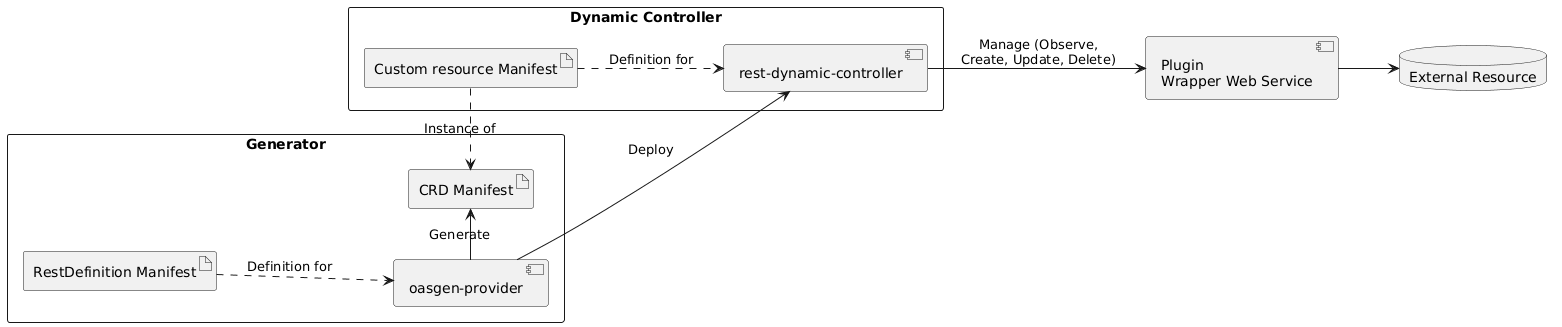 Dynamic Controller
Custom resource Manifest
Definition for
rest-dynamic-controller
Manage (Observe,
Create, Update, Delete)
Plugin
Wrapper Web Service
External Resource
Instance of
Generator
Deploy
CRD Manifest
Generate
RestDefinition Manifest
Definition for
oasgen-provider